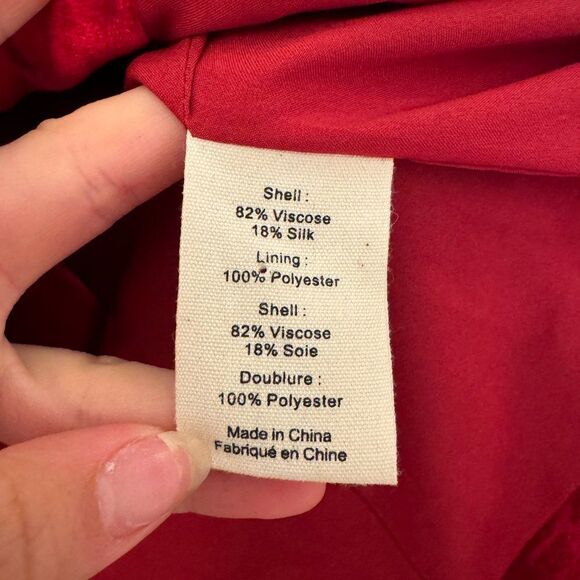 Shell :
82% Viscose
18% Silk
Lining :
100% Polyester
Shell :
82% Viscose
18% Soie
Doublure :
100% Polyester
Made in China
Fabriqué en Chine